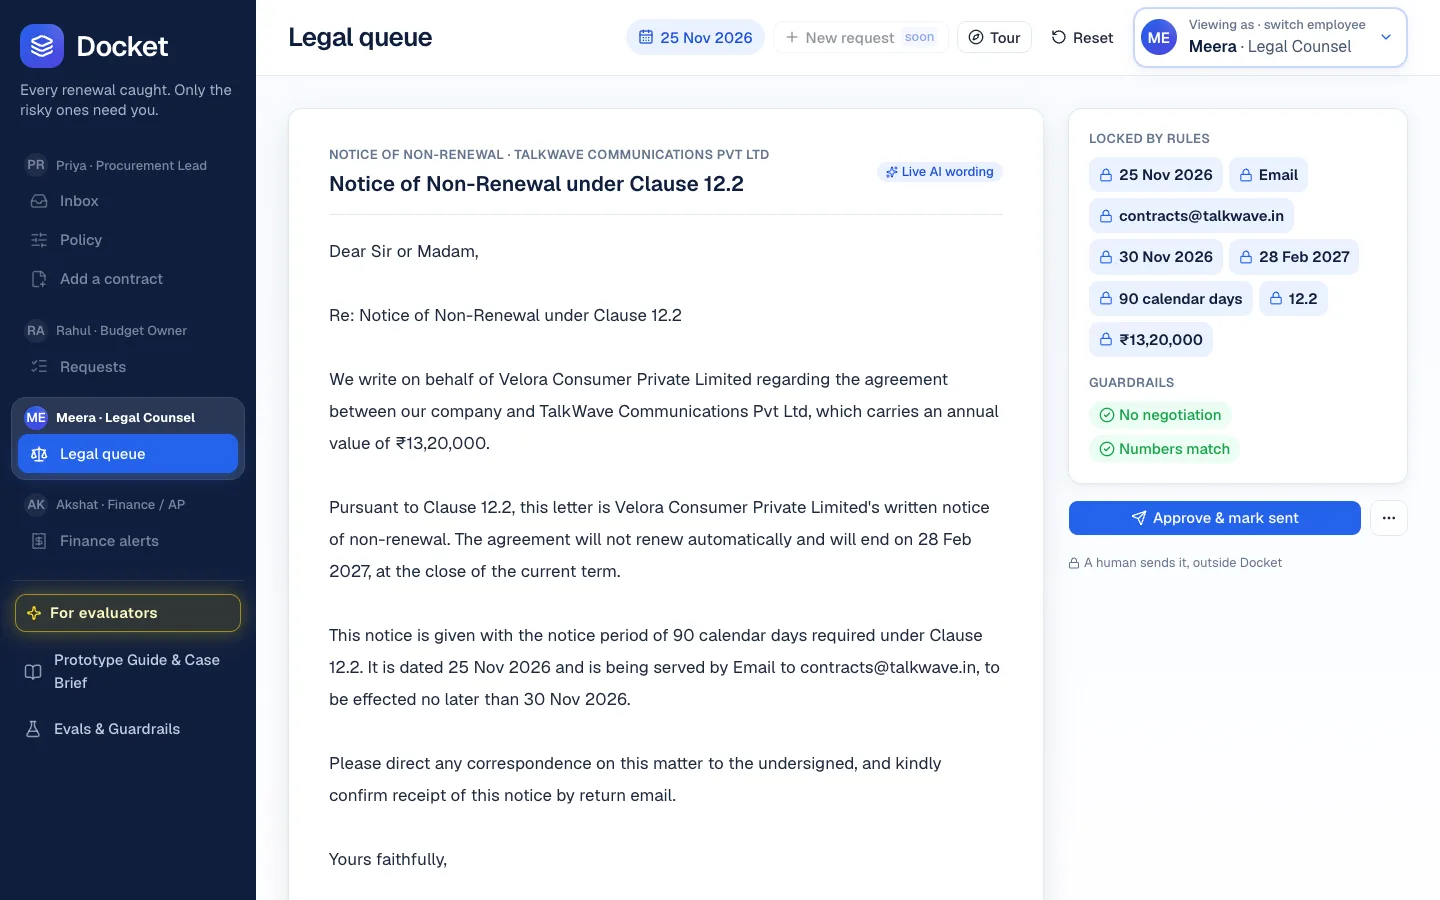 Docket
Every renewal caught. Only the
risky ones need you.
PR Priya · Procurement Lead
Inbox
Policy
Add a contract
RA Rahul · Budget Owner
Requests
ME Meera · Legal Counsel
Legal queue
AK Akshat · Finance / AP
Finance alerts
For evaluators
Prototype Guide & Case
Brief
Evals & Guardrails
Legal queue
25 Nov 2026
New request soon
Tour
Reset
ME
Viewing as · switch employee
Meera · Legal Counsel
NOTICE OF NON-RENEWAL · TALKWAVE COMMUNICATIONS PVT LTD
Notice of Non-Renewal under Clause 12.2
Live AI wording
Dear Sir or Madam,
Re: Notice of Non-Renewal under Clause 12.2
We write on behalf of Velora Consumer Private Limited regarding the agreement
between our company and TalkWave Communications Pvt Ltd, which carries an annual
value of ₹13,20,000.
Pursuant to Clause 12.2, this letter is Velora Consumer Private Limited's written notice
of non-renewal. The agreement will not renew automatically and will end on 28 Feb
2027, at the close of the current term.
This notice is given with the notice period of 90 calendar days required under Clause
12.2. It is dated 25 Nov 2026 and is being served by Email to contracts@talkwave.in, to
be effected no later than 30 Nov 2026.
Please direct any correspondence on this matter to the undersigned, and kindly
confirm receipt of this notice by return email.
Yours faithfully,
LOCKED BY RULES
25 Nov 2026 Email
contracts@talkwave.in
30 Nov 2026 28 Feb 2027
90 calendar days 12.2
₹13,20,000
GUARDRAILS
No negotiation
Numbers match
Approve & mark sent
A human sends it, outside Docket